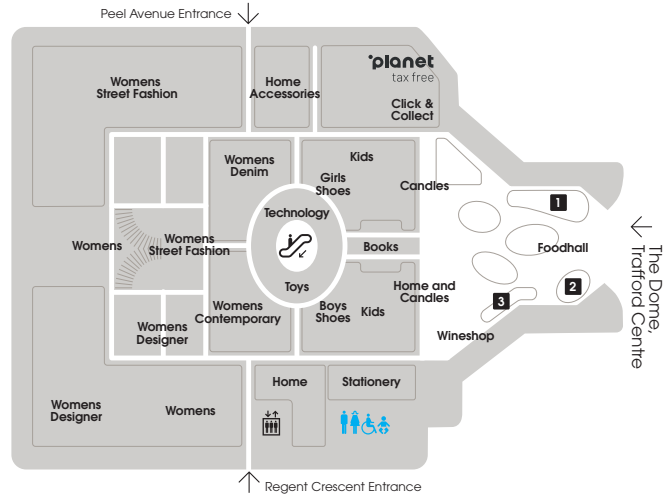 Peel Avenue Entrance
planet
tax free
Womens
Street Fashion
Home
Accessories
Click &
Collect
Womens
Denim
Kids
Girls
Shoes
Candles
1
Technology
Womens
Womens
Street Fashion
Books
Foodhall
The Dome,
Trafford Centre
Toys
Home and
Candles
2
3
Womens
Contemporary
Boys
Shoes
Kids
Womens
Designer
Wineshop
Home
Stationery
Womens
Designer
Womens
Regent Crescent Entrance